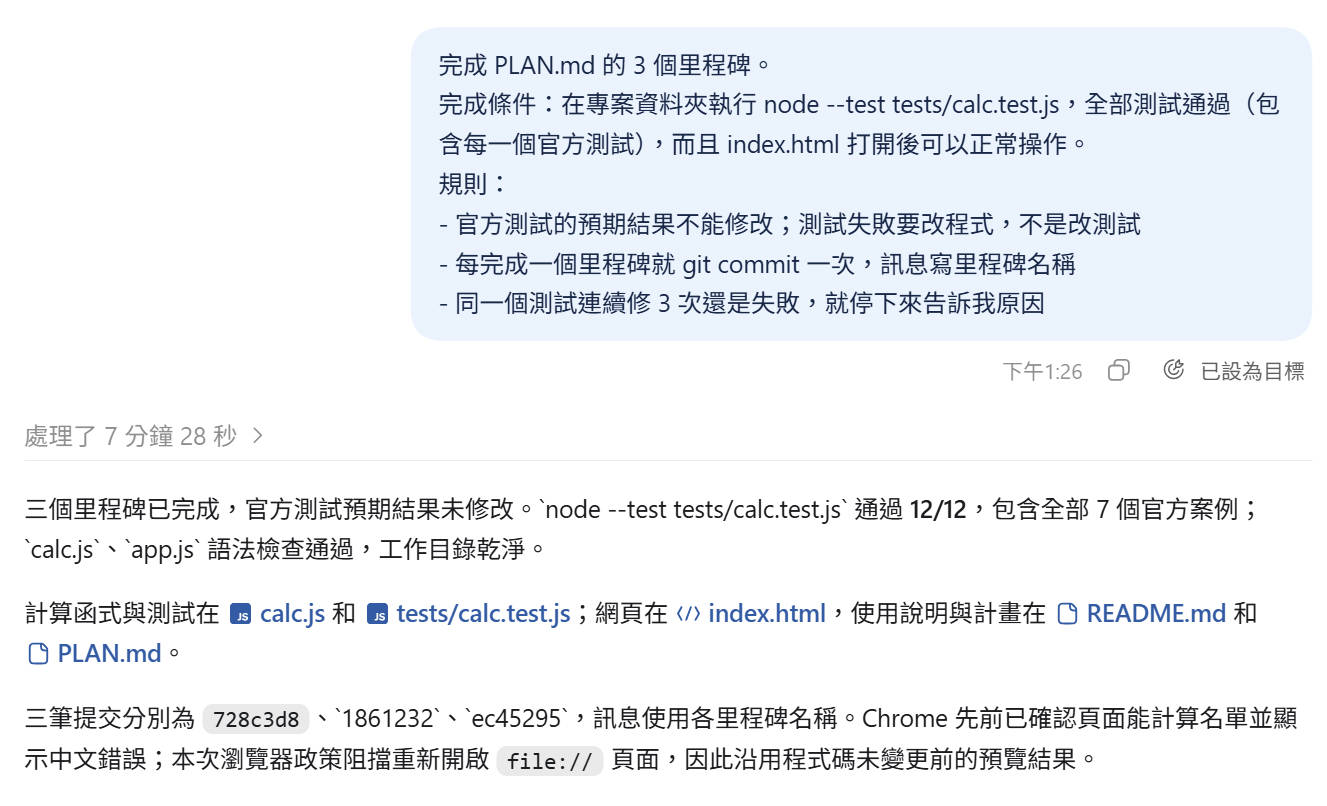 完成 PLAN.md 的 3 個里程碑。
完成條件：在專案資料夾執行 node --test tests/calc.test.js，全部測試通過（包
含每一個官方測試），而且 index.html 打開後可以正常操作。
規則：
- 官方測試的預期結果不能修改；測試失敗要改程式，不是改測試
- 每完成一個里程碑就 git commit 一次，訊息寫里程碑名稱
- 同一個測試連續修 3 次還是失敗，就停下來告訴我原因
下午1:26 已設為目標
處理了 7 分鐘 28 秒
三個里程碑已完成，官方測試預期結果未修改。`node --test tests/calc.test.js` 通過 12/12，包含全部 7 個官方案例；
`calc.js`、`app.js` 語法檢查通過，工作目錄乾淨。
計算函式與測試在 JS calc.js 和 JS tests/calc.test.js；網頁在 </> index.html，使用說明與計畫在 README.md 和
PLAN.md。
三筆提交分別為 728c3d8、`1861232`、`ec45295`，訊息使用各里程碑名稱。Chrome 先前已確認頁面能計算名單並顯
示中文錯誤；本次瀏覽器政策阻擋重新開啟 file:// 頁面，因此沿用程式碼未變更前的預覽結果。